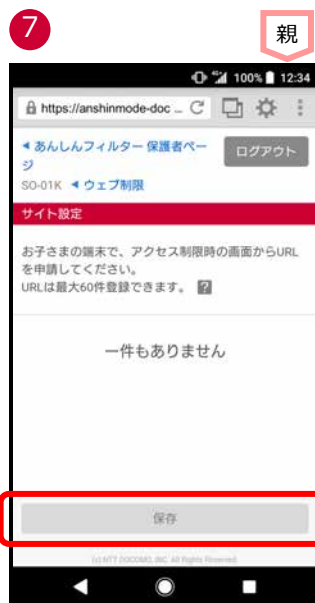 7
親
100% 12:34
https://anshinmode-doc ...
◀ あんしんフィルター 保護者ペー
ジ
ログアウト
SO-01K ◀ ウェブ制限
サイト設定
お子さまの端末で、アクセス制限時の画面からURL
を申請してください。
URLは最大60件登録できます。 ?
一件もありません
保存
(c) NTT DOCOMO, INC. All Rights Reserved.